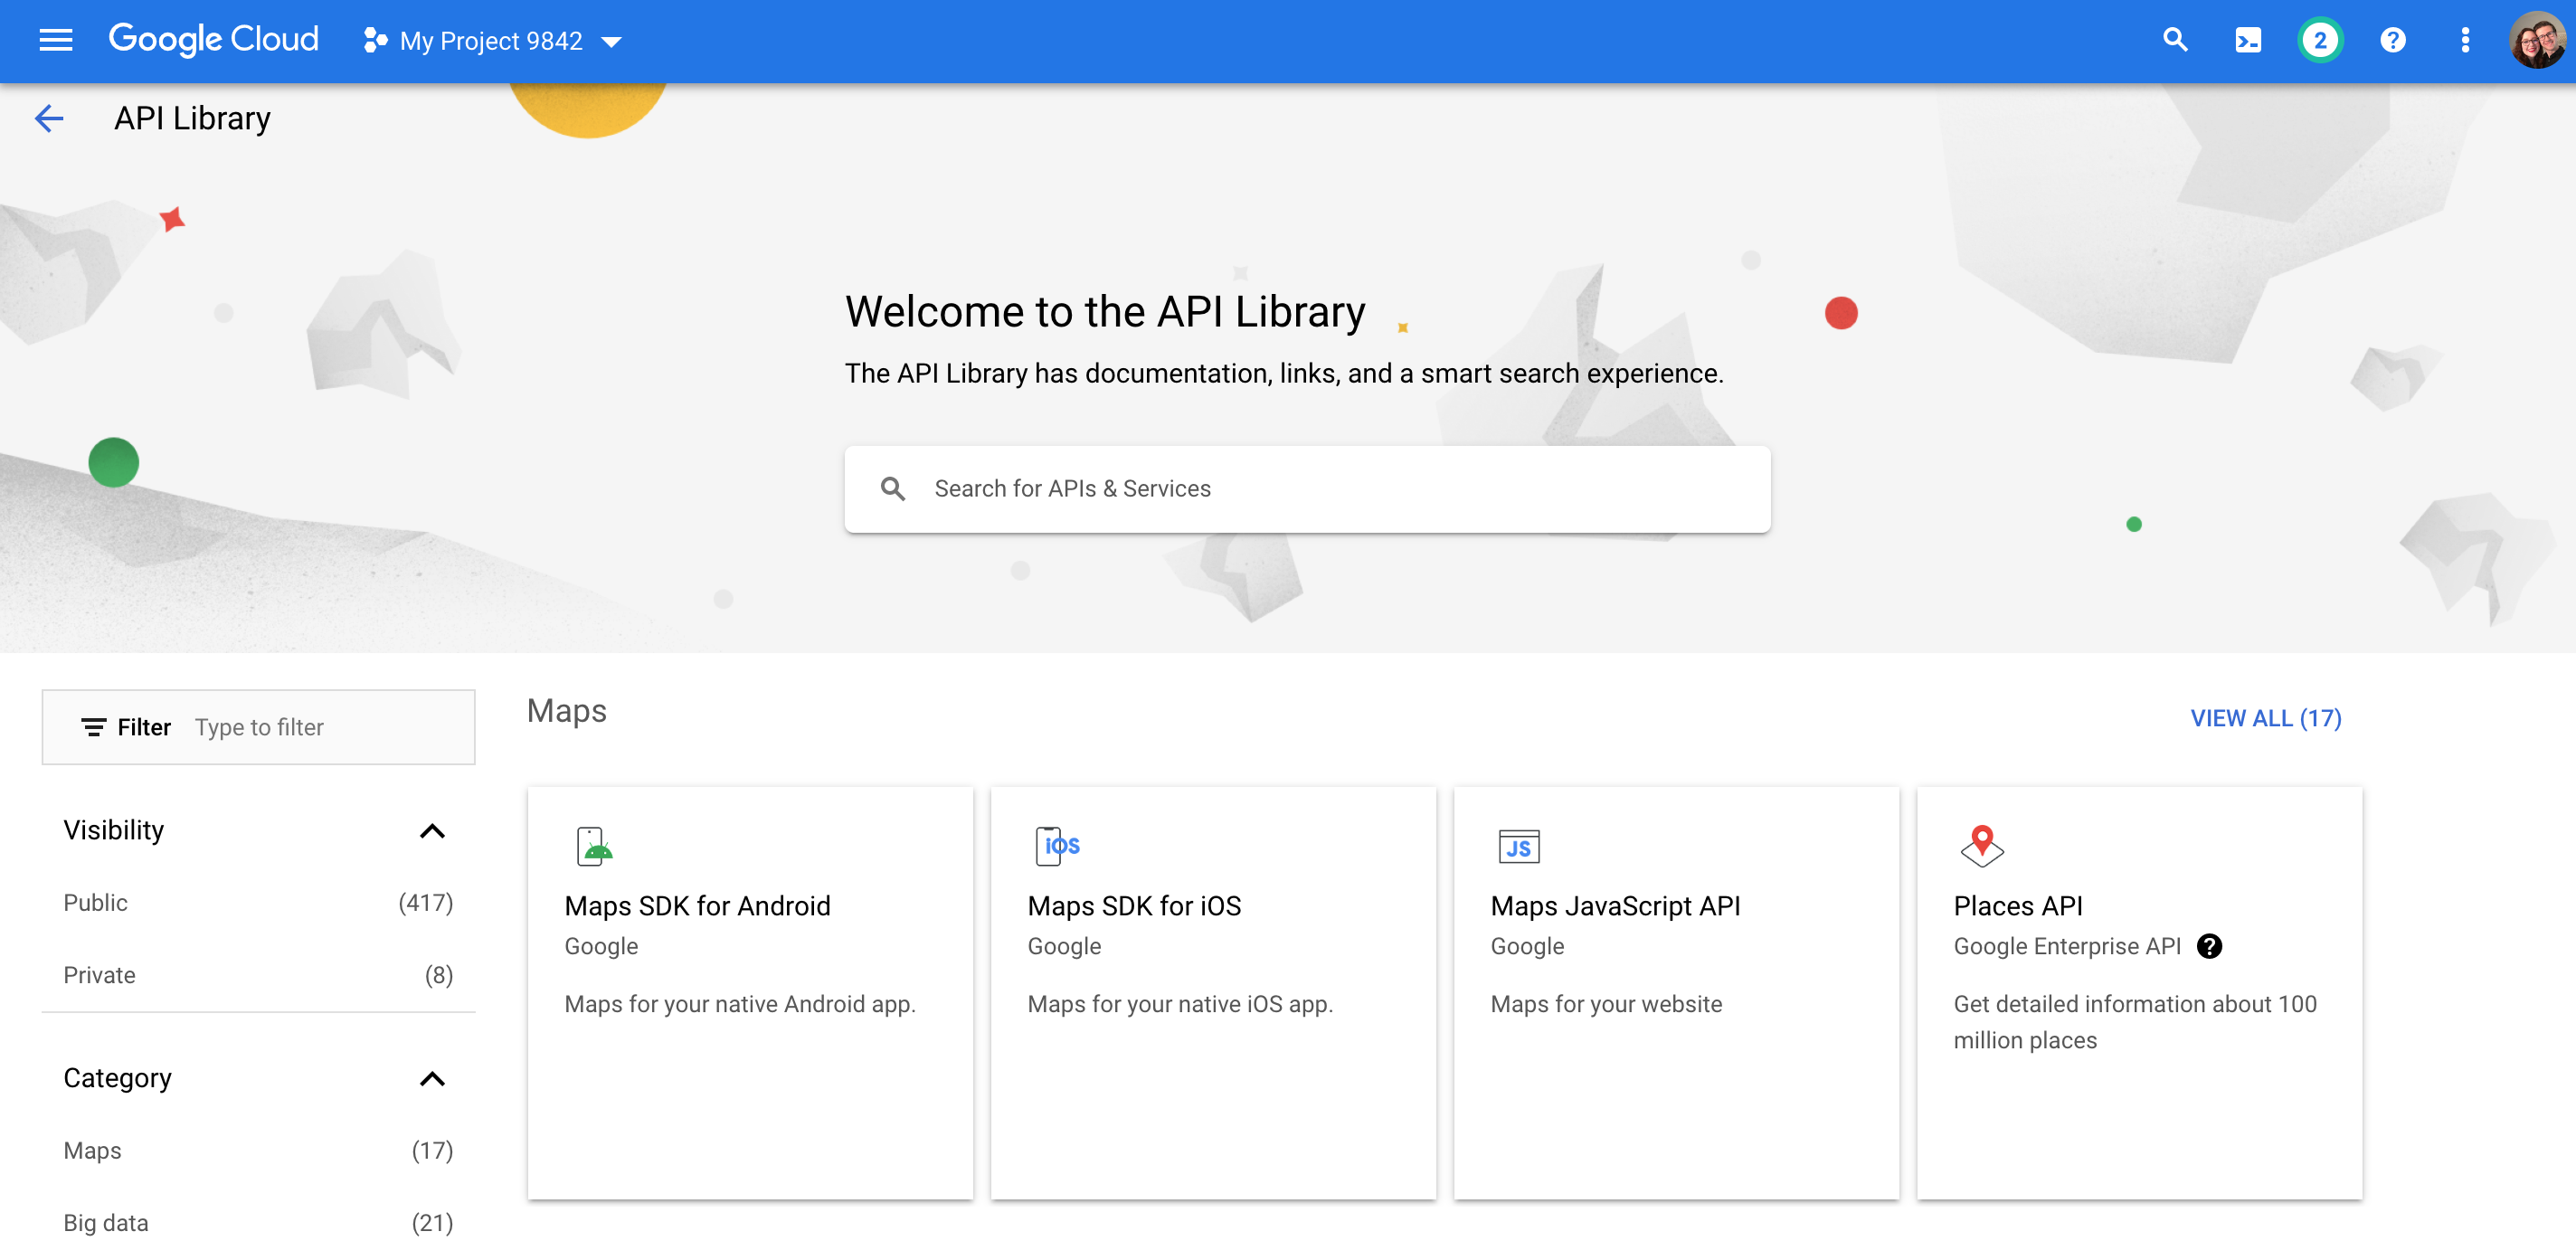 Google Cloud
My Project 9842
2
API Library
Welcome to the API Library
The API Library has documentation, links, and a smart search experience.
Search for APIs & Services
Filter Type to filter
Visibility
Public (417)
Private (8)
Category
Maps (17)
Big data (21)
Maps
VIEW ALL (17)
Maps SDK for Android
Google
Maps for your native Android app.
iOS
Maps SDK for iOS
Google
Maps for your native iOS app.
JS
Maps JavaScript API
Google
Maps for your website
Places API
Google Enterprise API
Get detailed information about 100
million places